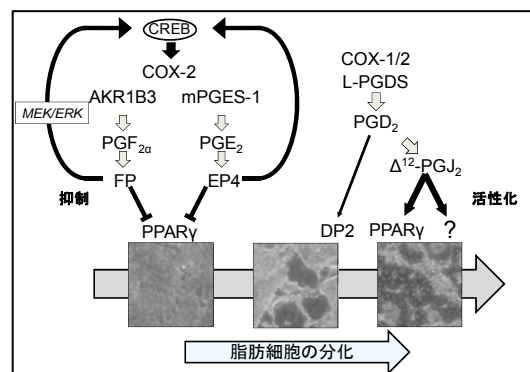 CREB
COX-2
AKR1B3 mPGES-1
MEK/ERK
PGF2α PGE2
FP EP4
抑制
PPARγ
COX-1/2
L-PGDS
PGD2
Δ12-PGJ2
活性化
DP2 PPARγ ?
脂肪細胞の分化